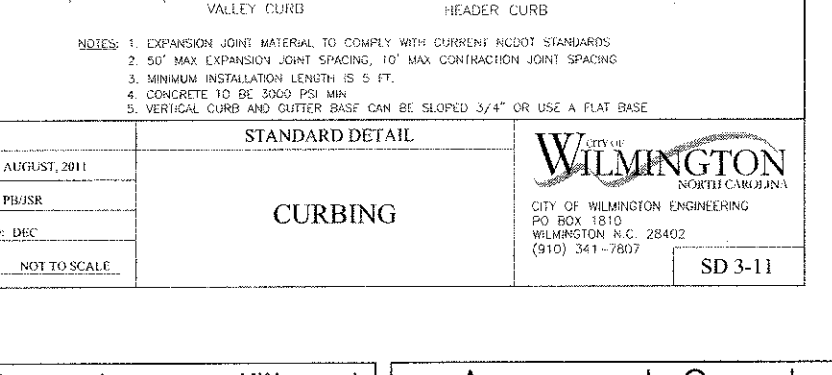 VALLEY CURB HEADER CURB
NOTES: 1. EXPANSION JOINT MATERIAL TO COMPLY WITH CURRENT NCDOT STANDARDS
2. 50' MAX EXPANSION JOINT SPACING, 10' MAX CONTRACTION JOINT SPACING
3. MINIMUM INSTALLATION LENGTH IS 5 FT.
4. CONCRETE TO BE 3000 PSI MIN
5. VERTICAL CURB AND GUTTER BASE CAN BE SLOPED 3/4" OR USE A FLAT BASE
AUGUST, 2011
PB/JSR
: DEC
NOT TO SCALE
STANDARD DETAIL
CURBING
CITY OF
WILMINGTON
NORTH CAROLINA
CITY OF WILMINGTON ENGINEERING
PO BOX 1810
WILMINGTON N.C. 28402
(910) 341-7807
SD 3-11